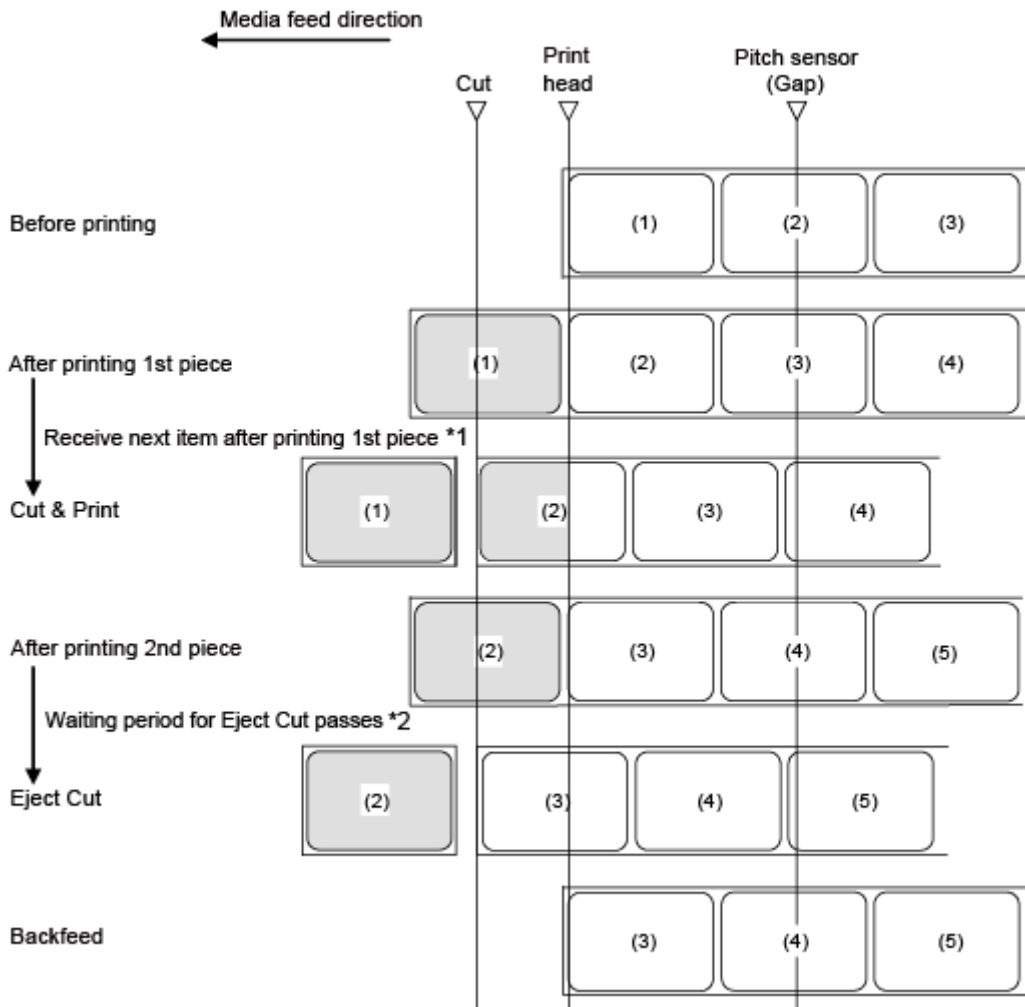 Media feed direction
Cut
Print
head
Pitch sensor
(Gap)
Before printing
(1) (2) (3)
After printing 1st piece
(1) (2) (3) (4)
Receive next item after printing 1st piece *1
Cut & Print
(1) (2) (3) (4)
After printing 2nd piece
(2) (3) (4) (5)
Waiting period for Eject Cut passes *2
Eject Cut
(2) (3) (4) (5)
Backfeed
(3) (4) (5)